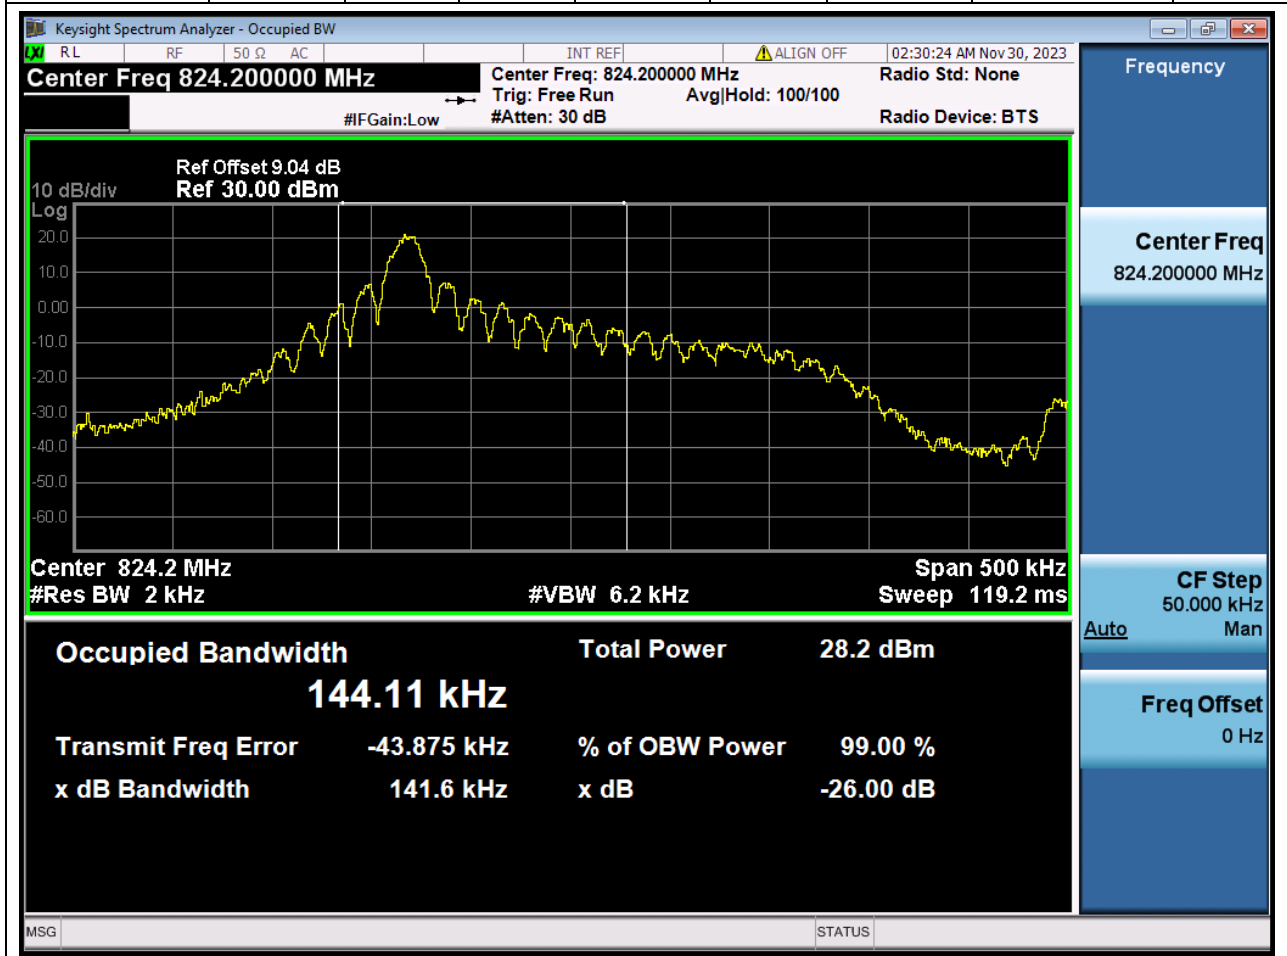 Keysight Spectrum Analyzer - Occupied BW
LXI RL RF 50 Ω AC INT REF ALIGN OFF 02:30:24 AM Nov 30, 2023
Center Freq 824.200000 MHz
Center Freq: 824.200000 MHz
Radio Std: None
Trig: Free Run Avg|Hold: 100/100
#IFGain:Low
#Atten: 30 dB
Radio Device: BTS
Ref Offset 9.04 dB
10 dB/div Ref 30.00 dBm
Log
20.0
10.0
0.00
-10.0
-20.0
-30.0
-40.0
-50.0
-60.0
Center 824.2 MHz Span 500 kHz
#Res BW 2 kHz #VBW 6.2 kHz Sweep 119.2 ms
Occupied Bandwidth Total Power 28.2 dBm
144.11 kHz
Transmit Freq Error -43.875 kHz % of OBW Power 99.00 %
x dB Bandwidth 141.6 kHz x dB -26.00 dB
Frequency
Center Freq
824.200000 MHz
CF Step
50.000 kHz
Auto Man
Freq Offset
0 Hz
MSG STATUS